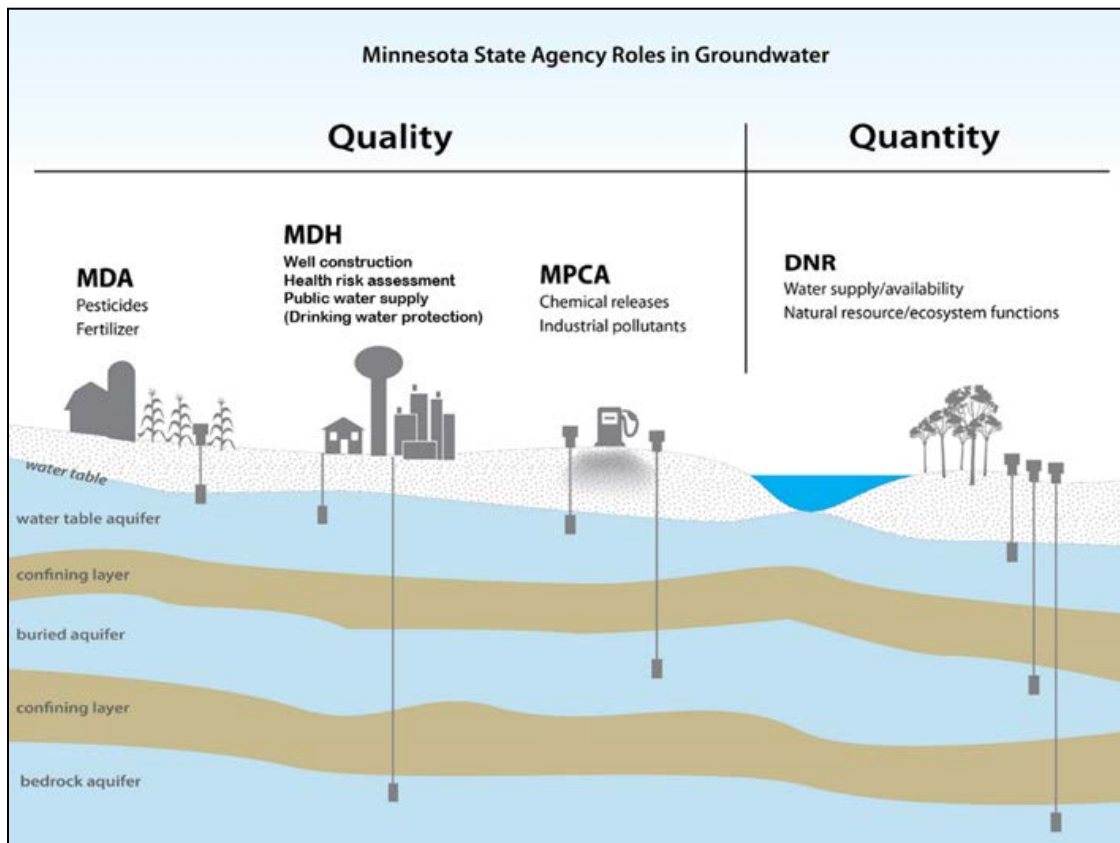 Minnesota State Agency Roles in Groundwater
Quality
Quantity
MDA
Pesticides
Fertilizer
MDH
Well construction
Health risk assessment
Public water supply
(Drinking water protection)
MPCA
Chemical releases
Industrial pollutants
DNR
Water supply/availability
Natural resource/ecosystem functions
water table
water table aquifer
confining layer
buried aquifer
confining layer
bedrock aquifer